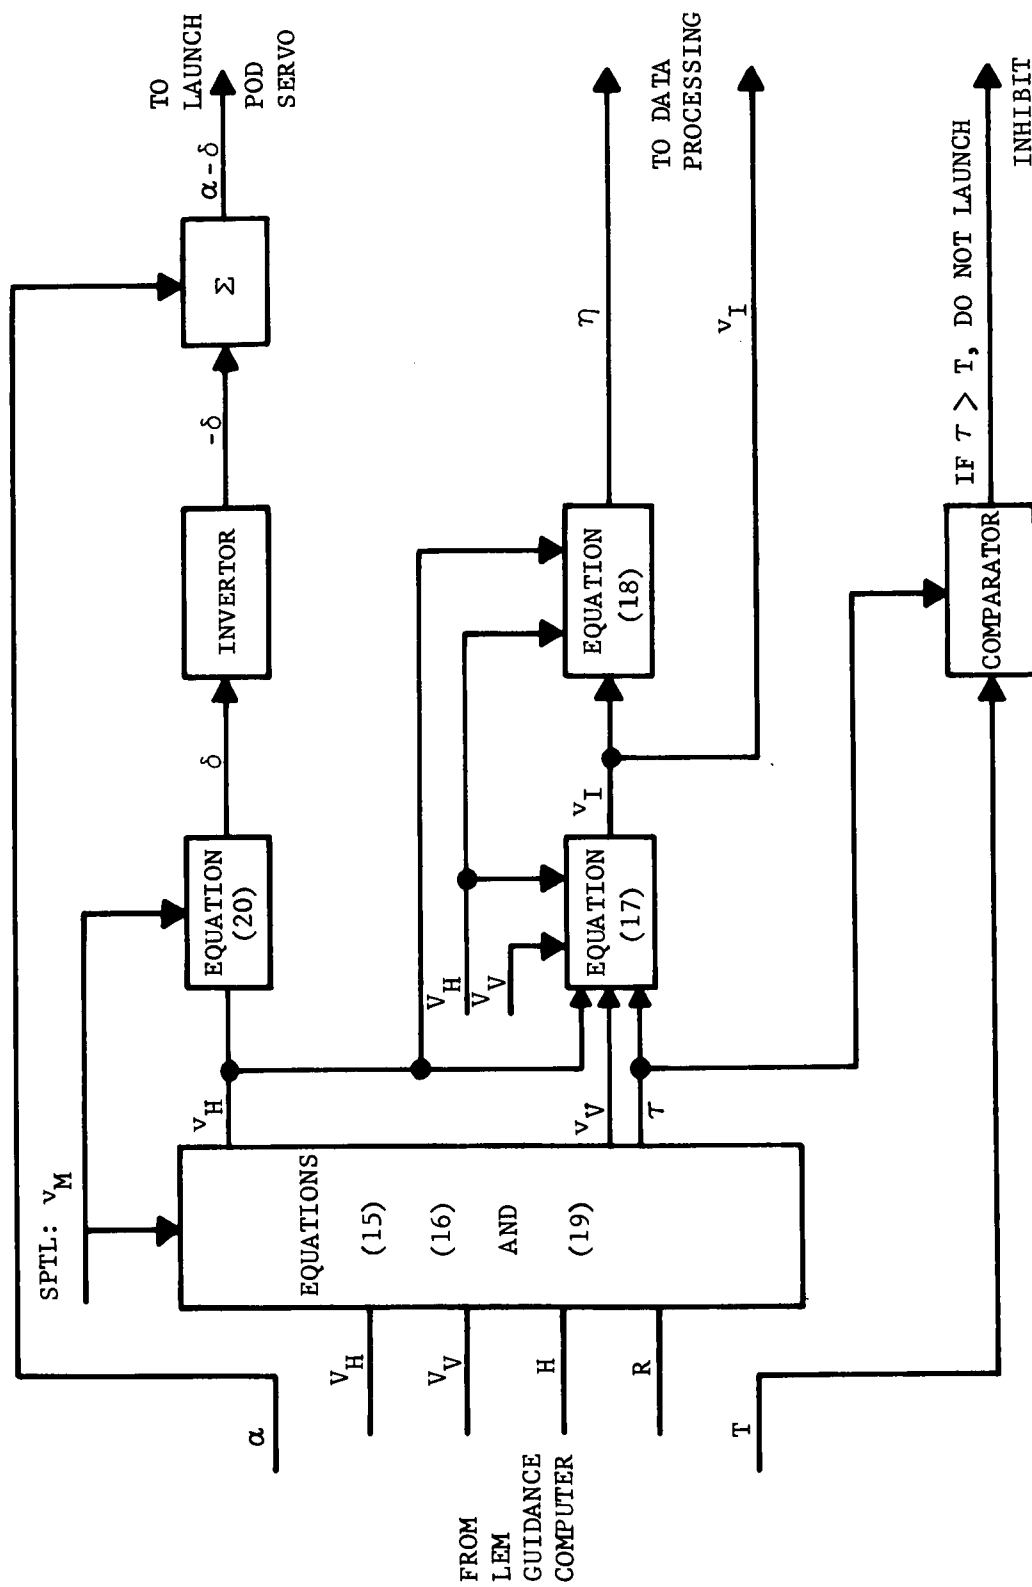 FROM
LEM
GUIDANCE
COMPUTER
α
V_H
V_V
H
R
T
SPTL: v_M
EQUATIONS
(15)
(16)
AND
(19)
v_H
v_V
τ
EQUATION
(20)
δ
INVERTOR
-δ
Σ
α-δ
TO
LAUNCH
POD
SERVO
V_H
V_V
EQUATION
(17)
v_I
EQUATION
(18)
η
TO DATA
PROCESSING
v_I
COMPARATOR
IF τ > T, DO NOT LAUNCH
INHIBIT